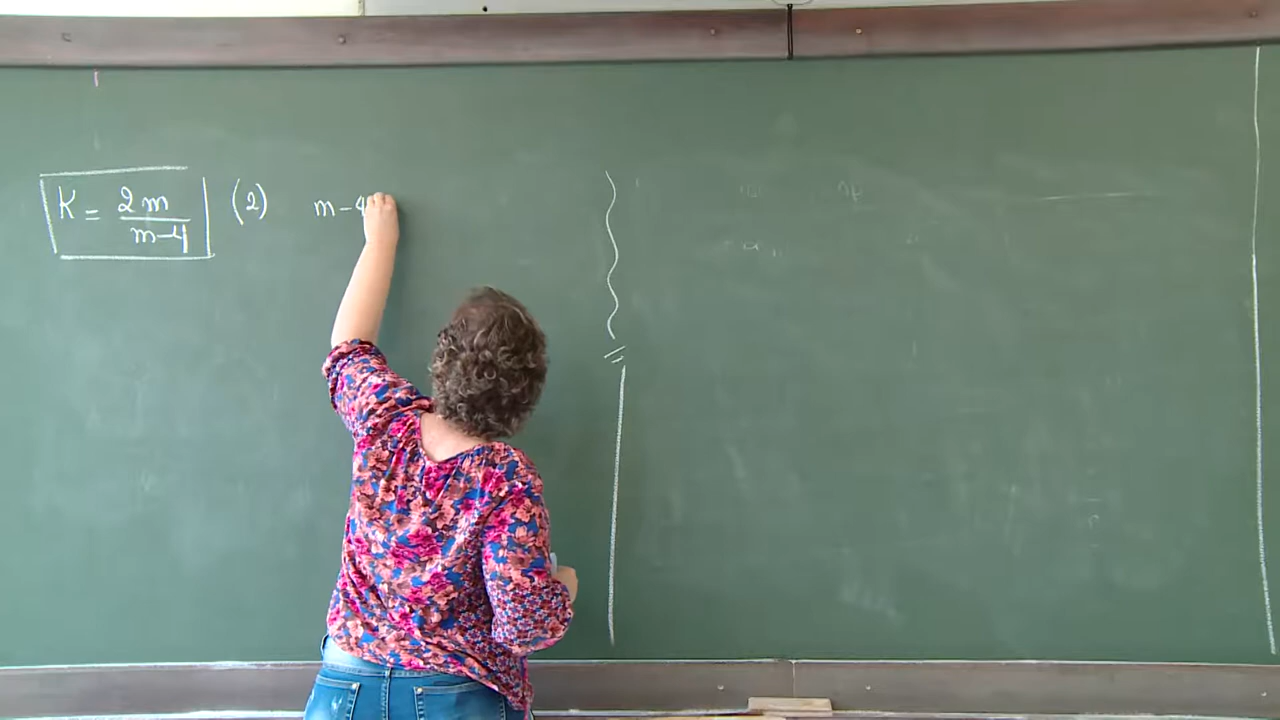 K = 2m / m-4 (2) m-4